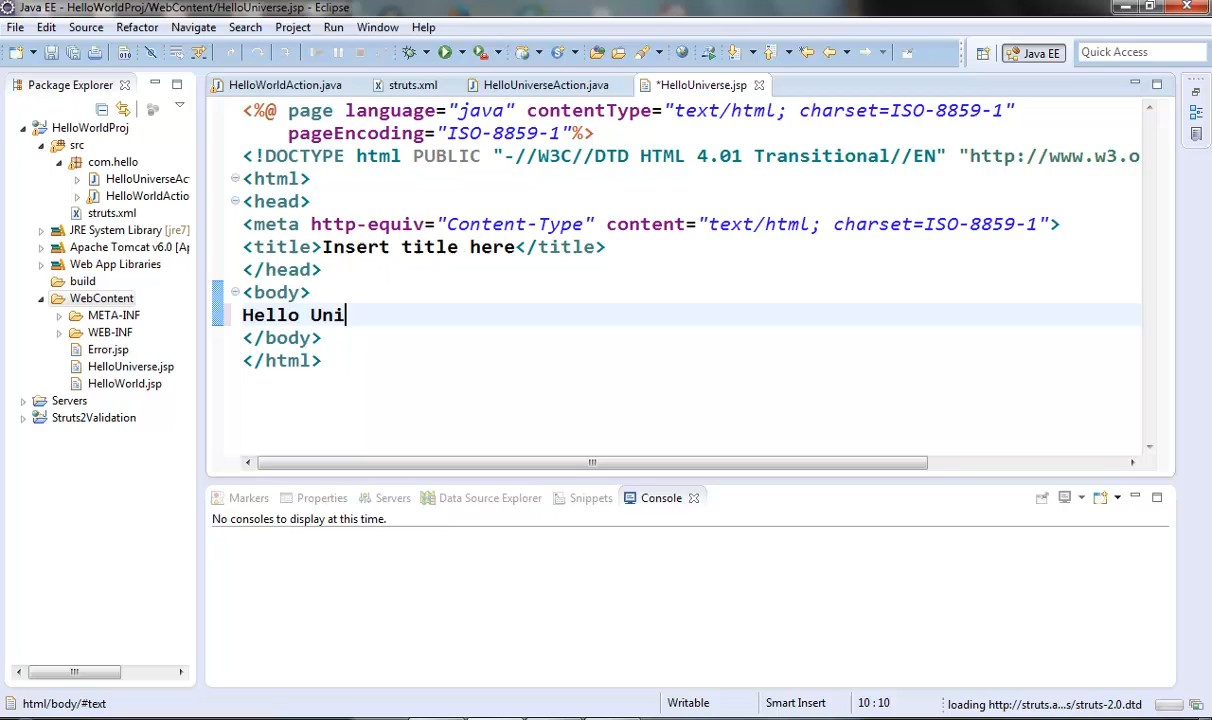 Java EE - HelloWorldProj/WebContent/HelloUniverse.jsp - Eclipse
File Edit Source Refactor Navigate Search Project Run Window Help
Java EE
Quick Access
Package Explorer
HelloWorldProj
src
com.hello
HelloUniverseAc
HelloWorldActio
struts.xml
JRE System Library [jre7]
Apache Tomcat v6.0 [Ap
Web App Libraries
build
WebContent
META-INF
WEB-INF
Error.jsp
HelloUniverse.jsp
HelloWorld.jsp
Servers
Struts2Validation
HelloWorldAction.java struts.xml HelloUniverseAction.java *HelloUniverse.jsp
<%@ page language="java" contentType="text/html; charset=ISO-8859-1"
pageEncoding="ISO-8859-1"%>
<!DOCTYPE html PUBLIC "-//W3C//DTD HTML 4.01 Transitional//EN" "http://www.w3.o
<html>
<head>
<meta http-equiv="Content-Type" content="text/html; charset=ISO-8859-1">
<title>Insert title here</title>
</head>
<body>
Hello Uni
</body>
</html>
Markers Properties Servers Data Source Explorer Snippets Console
No consoles to display at this time.
html/body/#text
Writable
Smart Insert
10 : 10
loading http://struts.a...s/struts-2.0.dtd